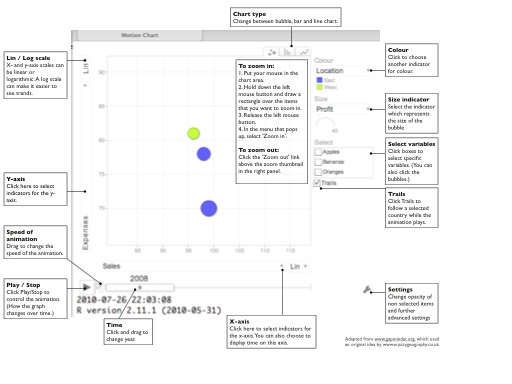 Chart type
Change between bubble, bar and line chart.
Motion Chart
Lin / Log scale
X- and y-axis scales can
be linear or
logarithmic. A log scale
can make it easier to
see trends.
Lin
To zoom in:
1. Put your mouse in the
chart area.
2. Hold down the left
mouse button and draw a
rectangle over the items
that you want to zoom in.
3. Release the left mouse
button.
4. In the menu that pops
up, select 'Zoom in'.
To zoom out:
Click the 'Zoom out' link
above the zoom thumbnail
in the right panel.
Colour
Location
East
West
Size
Profit
40
Select
Apples
Bananas
Oranges
Trails
Colour
Click to choose
another indicator
for colour.
Size indicator
Select the indicator
which represents
the size of the
bubble
Select variables
Click boxes to
select specific
variables. (You can
also click the
bubbles.)
Trails
Click Trails to
follow a selected
country while the
animation plays.
90
85
80
75
70
Y-axis
Click here to select
indicators for the y-
axis.
Expenses
Speed of
animation
Drag to change the
speed of the animation.
85 90 95 100 105 110
Sales
Lin
2008
Play / Stop
Click Play/Stop to
control the animation.
(How the graph
changes over time.)
2010-07-26 22:03:08
R version 2.11.1 (2010-05-31)
Time
Click and drag to
change year.
X-axis
Click here to select indicators for
the x-axis. You can also choose to
display time on this axis.
Settings
Change opacity of
non selected items
and further
advanced settings
Adapted from www.gapminder.org, which used
an original idea by www.juicygeography.co.uk